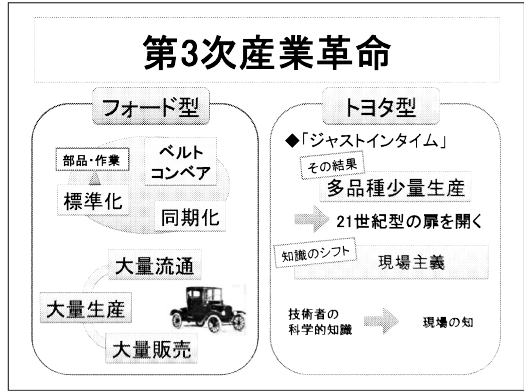 第3次産業革命
フォード型
部品・作業
ベルト
コンベア
標準化
同期化
大量流通
大量生産
大量販売
トヨタ型
◆「ジャストインタイム」
その結果
多品種少量生産
21世紀型の扉を開く
知識のシフト
現場主義
技術者の
科学的知識
現場の知